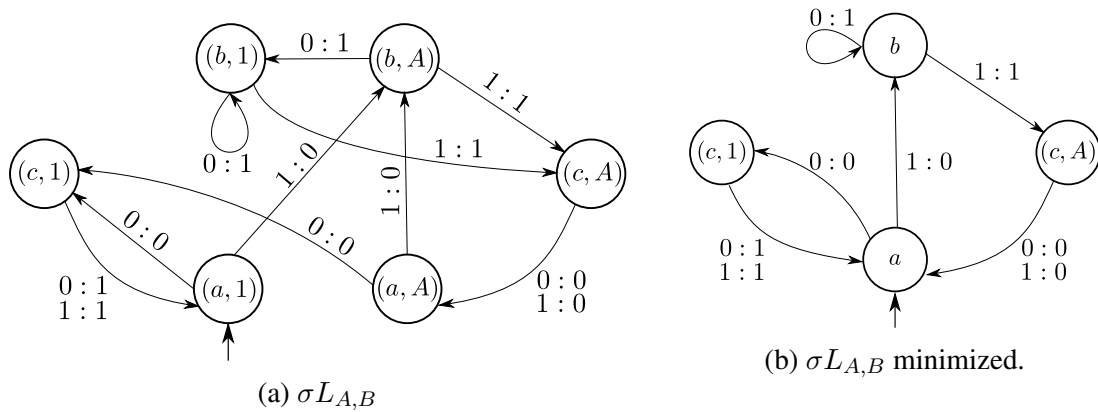 0 : 1
(b, 1)
(b, A)
1 : 1
0 : 1
1 : 0
1 : 1
(c, 1)
(c, A)
0 : 0
0 : 0
1 : 0
0 : 1
1 : 1
(a, 1)
(a, A)
0 : 0
1 : 0
(a) σL_{A,B}
0 : 1
b
1 : 1
(c, 1)
0 : 0
1 : 0
(c, A)
0 : 1
1 : 1
a
0 : 0
1 : 0
(b) σL_{A,B} minimized.